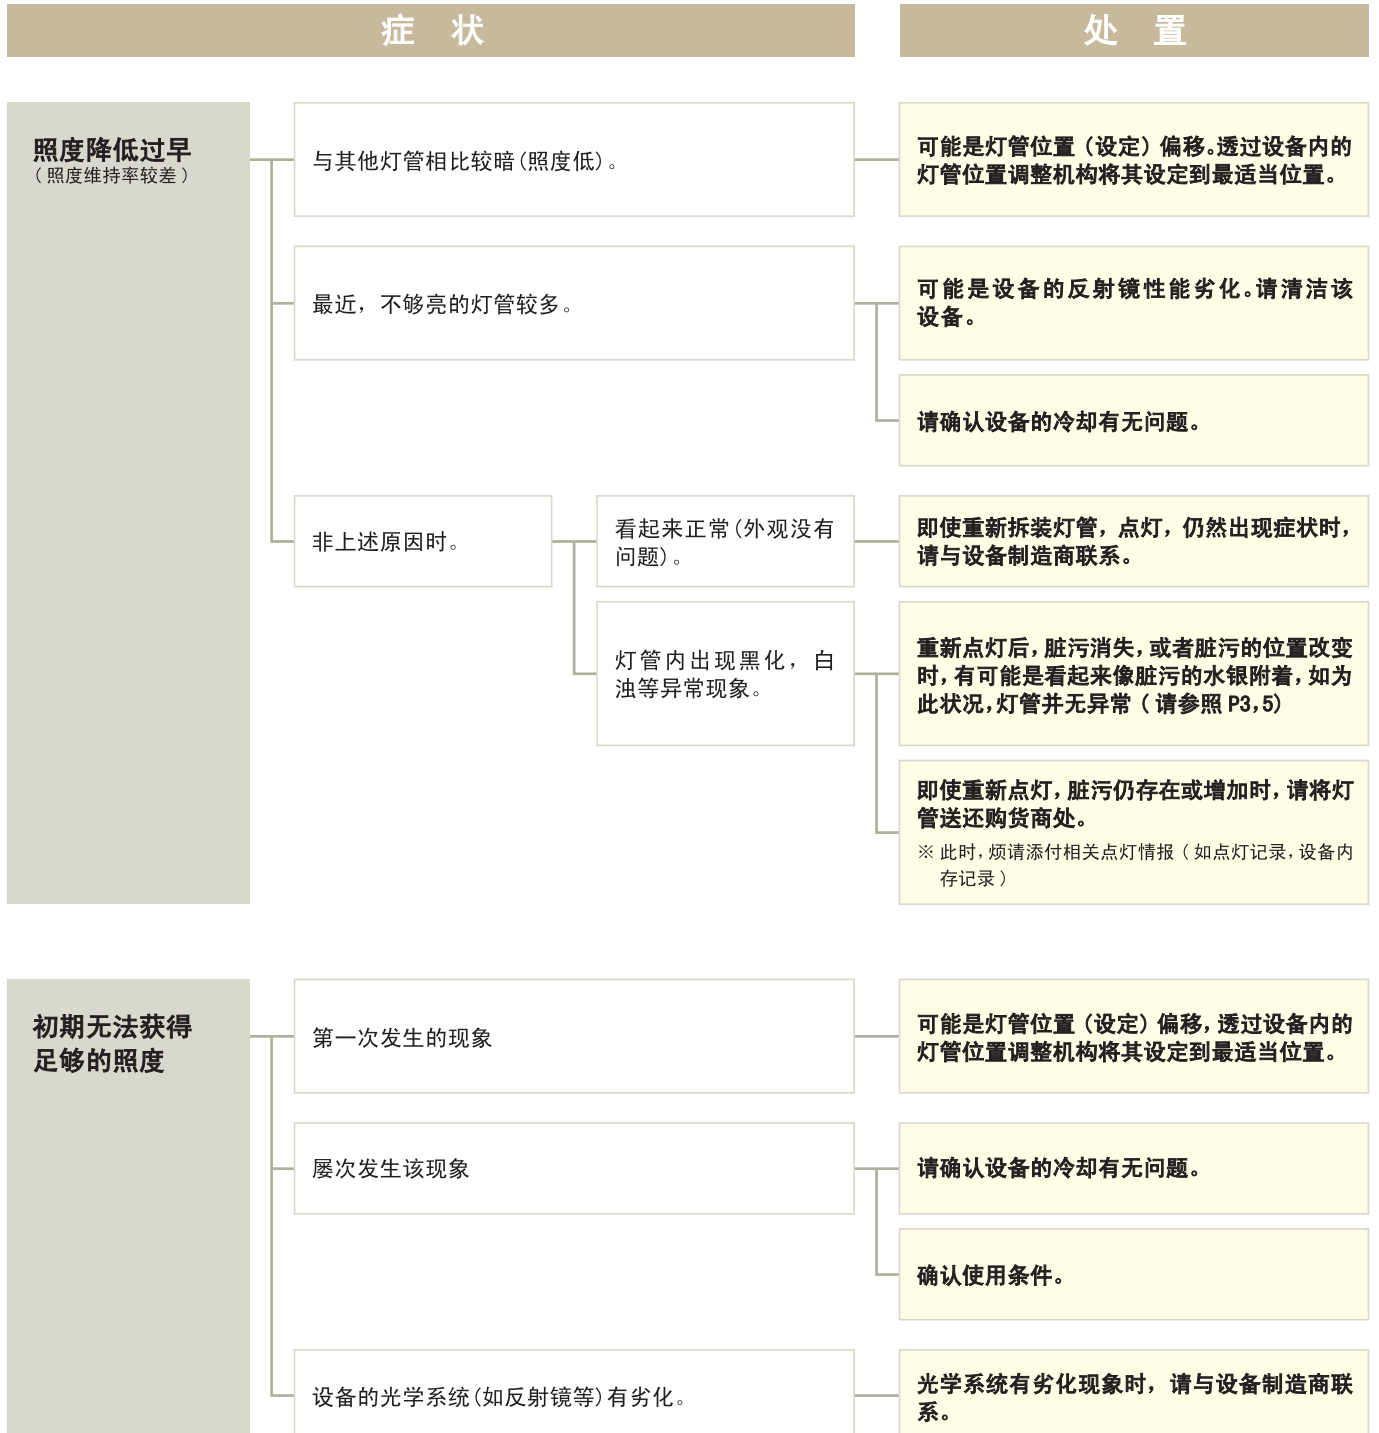 症 状
处 置
照度降低过早
（照度维持率较差）
与其他灯管相比较暗(照度低)。
可能是灯管位置（设定）偏移。透过设备内的
灯管位置调整机构将其设定到最适当位置。
最近，不够亮的灯管较多。
可能是设备的反射镜性能劣化。请清洁该
设备。
请确认设备的冷却有无问题。
非上述原因时。
看起来正常(外观没有
问题)。
即使重新拆装灯管，点灯，仍然出现症状时，
请与设备制造商联系。
灯管内出现黑化，白
浊等异常现象。
重新点灯后，脏污消失，或者脏污的位置改变
时，有可能是看起来像脏污的水银附着，如为
此状况，灯管并无异常（请参照 P3，5）
即使重新点灯，脏污仍存在或增加时，请将灯
管送还购货商处。
※ 此时，烦请添付相关点灯情报（如点灯记录，设备内
存记录）
初期无法获得
足够的照度
第一次发生的现象
可能是灯管位置（设定）偏移，透过设备内的
灯管位置调整机构将其设定到最适当位置。
屡次发生该现象
请确认设备的冷却有无问题。
确认使用条件。
设备的光学系统(如反射镜等)有劣化。
光学系统有劣化现象时，请与设备制造商联
系。